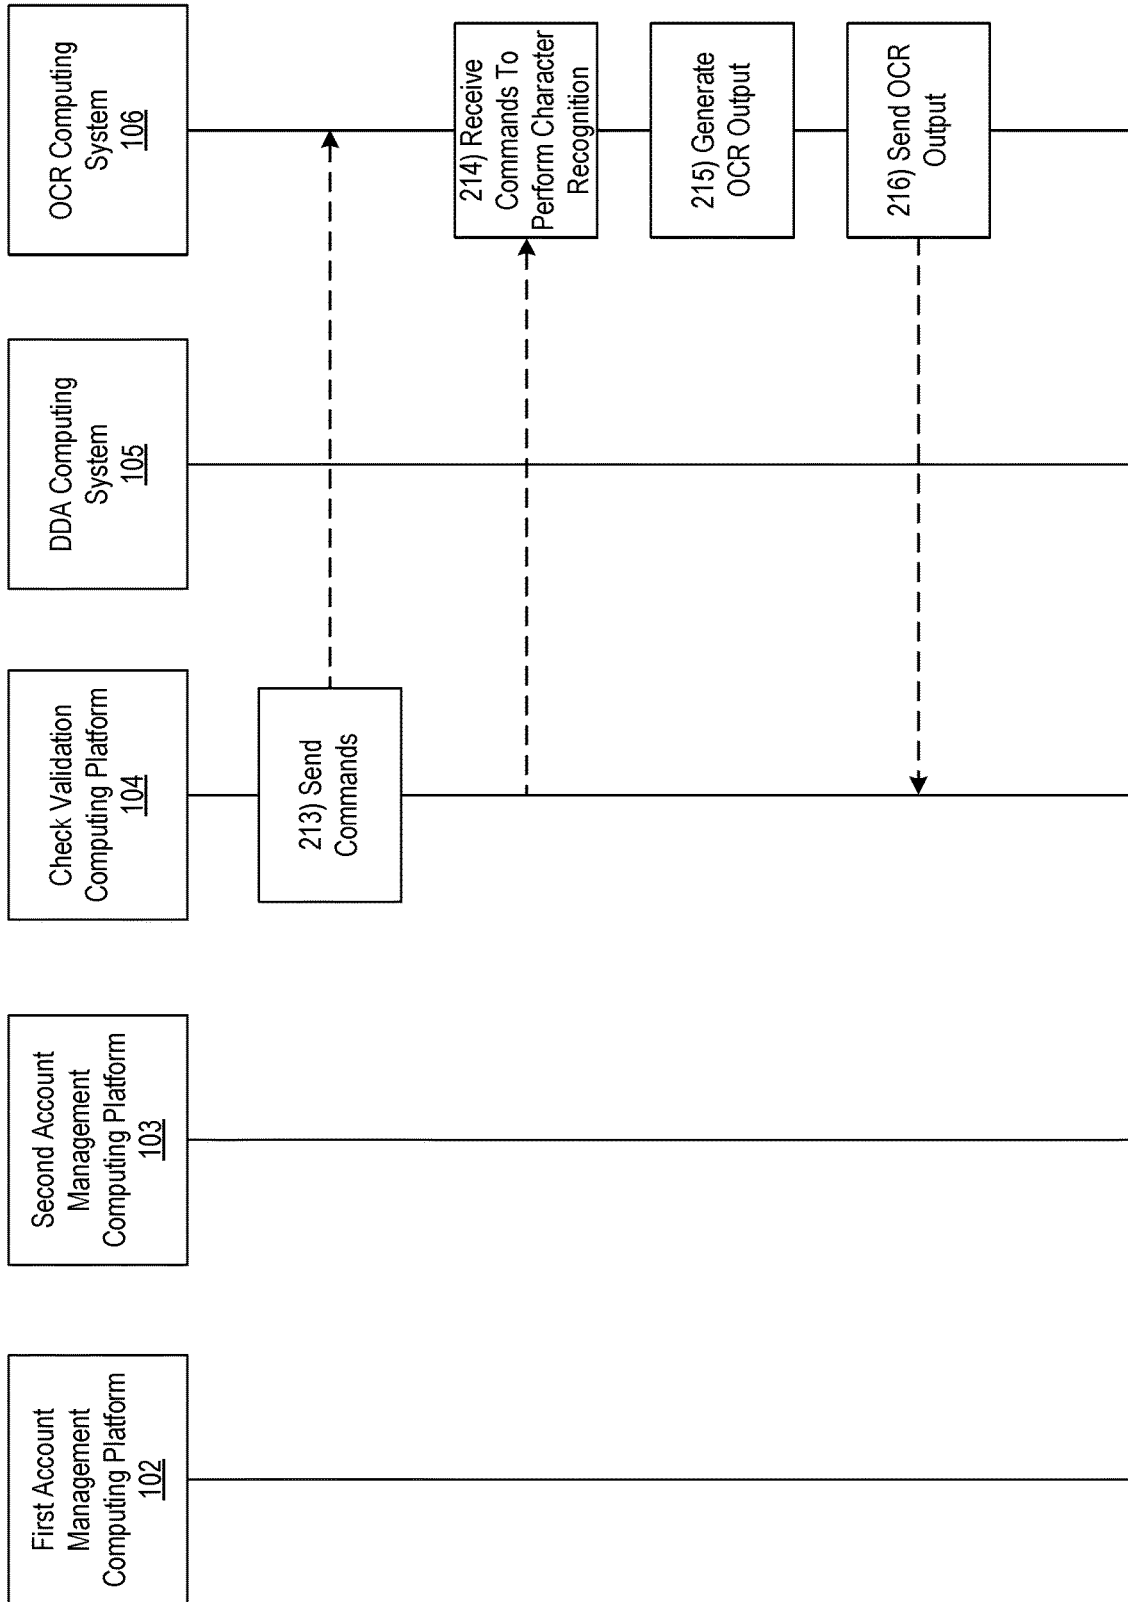 First Account
Management
Computing Platform
102
Second Account
Management
Computing Platform
103
Check Validation
Computing Platform
104
DDA Computing
System
105
OCR Computing
System
106
213) Send
Commands
214) Receive
Commands To
Perform Character
Recognition
215) Generate
OCR Output
216) Send OCR
Output